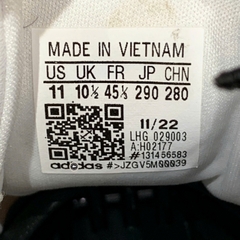 MADE IN VIETNAM
US UK FR JP CHN
11 10½ 45⅓ 290 280
11/22
LHG 029003
A:H02177
#131456583
adidas #>JZGV5M00039